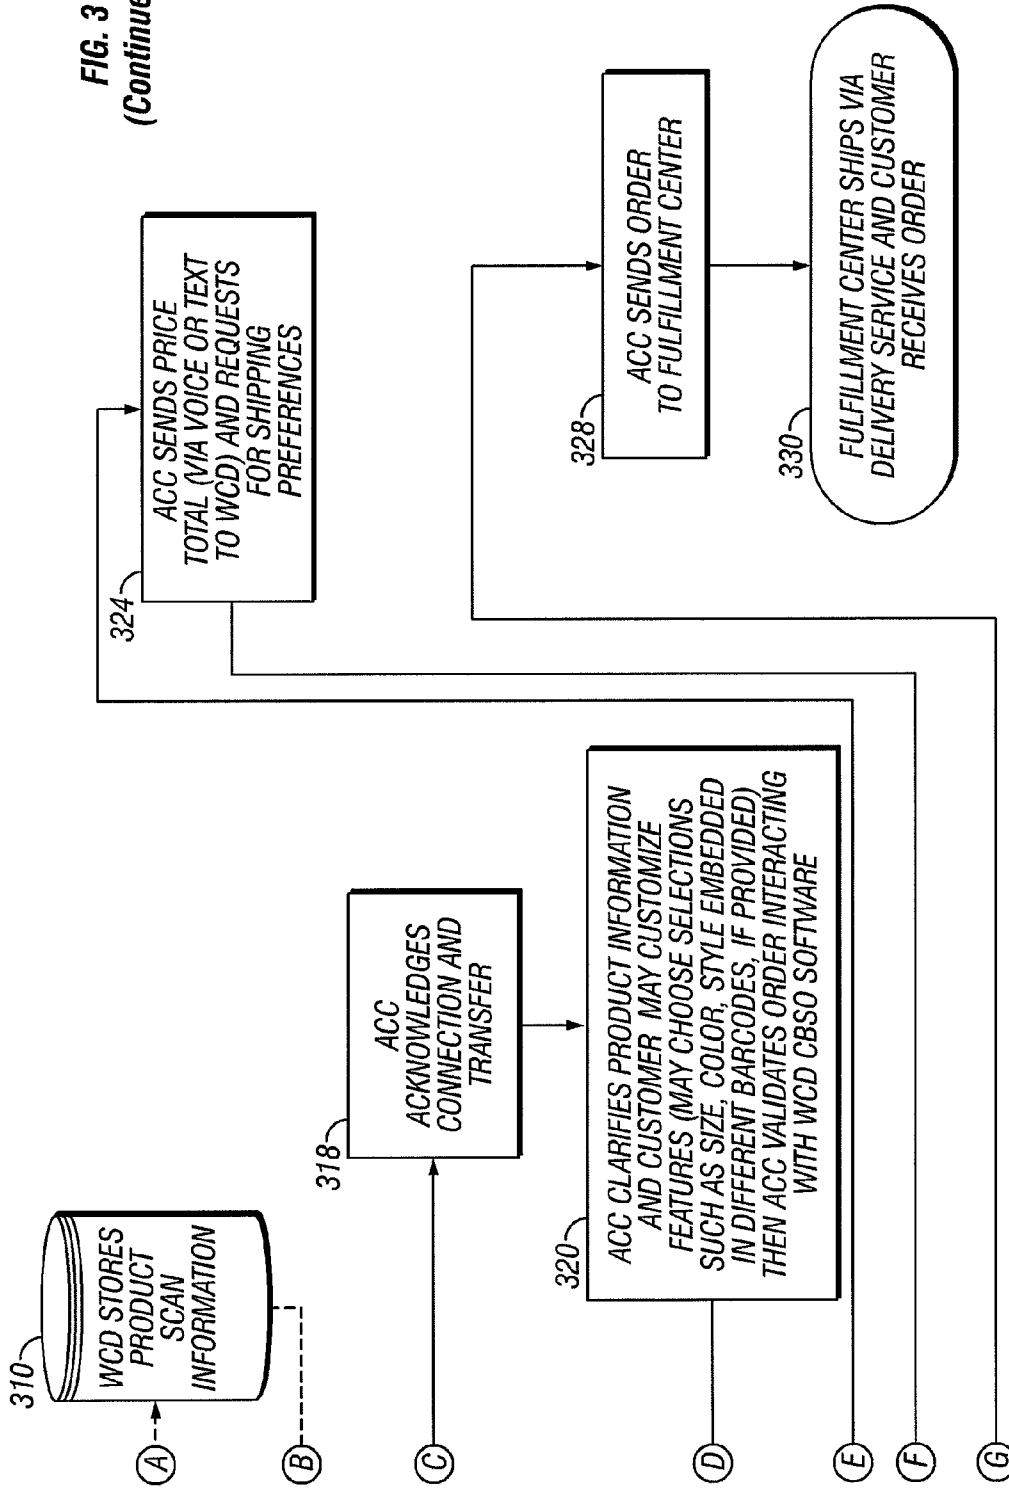 FIG. 3
(Continue
310
WCD STORES
PRODUCT
SCAN
INFORMATION
A
B
C
318
ACC
ACKNOWLEDGES
CONNECTION AND
TRANSFER
320
ACC CLARIFIES PRODUCT INFORMATION
AND CUSTOMER MAY CUSTOMIZE
FEATURES (MAY CHOOSE SELECTIONS
SUCH AS SIZE, COLOR, STYLE EMBEDDED
IN DIFFERENT BARCODES, IF PROVIDED)
THEN ACC VALIDATES ORDER INTERACTING
WITH WCD CBSO SOFTWARE
D
E
F
G
324
ACC SENDS PRICE
TOTAL (VIA VOICE OR TEXT
TO WCD) AND REQUESTS
FOR SHIPPING
PREFERENCES
328
ACC SENDS ORDER
TO FULFILLMENT CENTER
330
FULFILLMENT CENTER SHIPS VIA
DELIVERY SERVICE AND CUSTOMER
RECEIVES ORDER